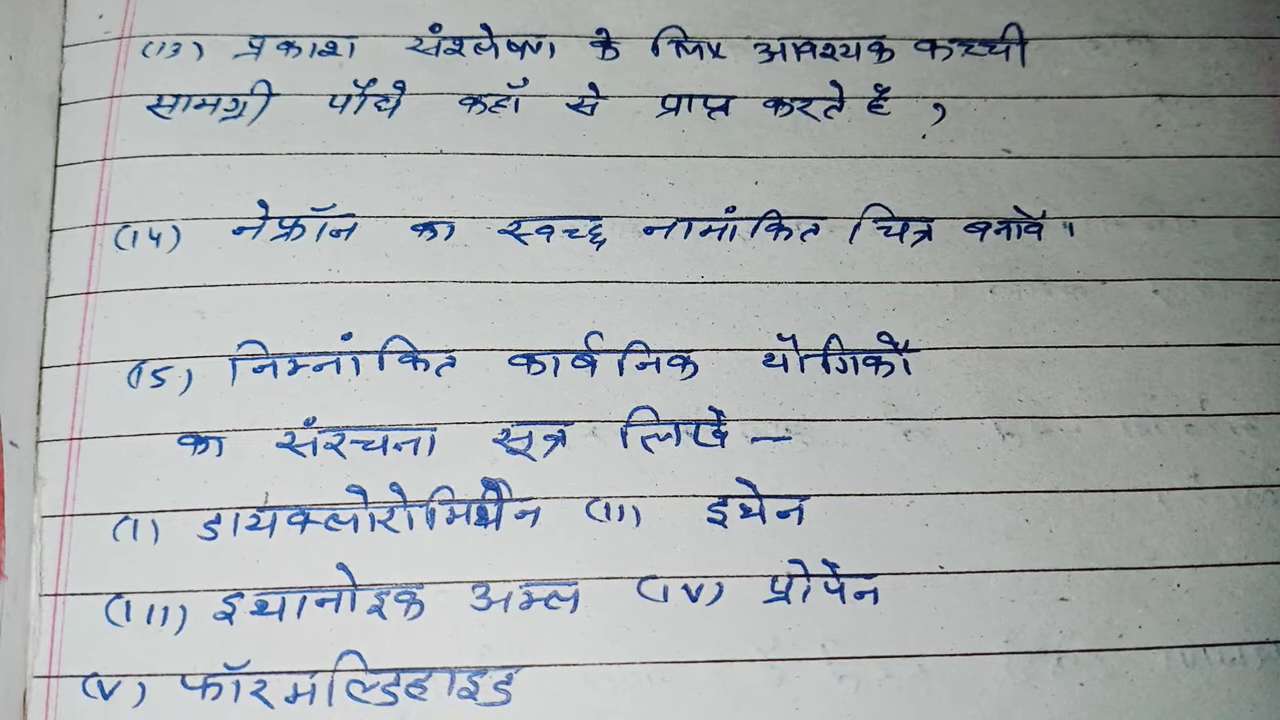 (13) प्रकाश संश्लेषण के लिए आवश्यक कच्ची
सामग्री पौधे कहाँ से प्राप्त करते हैं ?
(14) नेफ्रॉन का स्वच्छ नामांकित चित्र बनावें।
(15) निम्नांकित कार्बनिक यौगिकों
का संरचना सूत्र लिखें –
(I) डायक्लोरोमिथेन (II) इथेन
(III) इथानोइक अम्ल (IV) प्रोपेन
(V) फॉरमल्डिहाइड